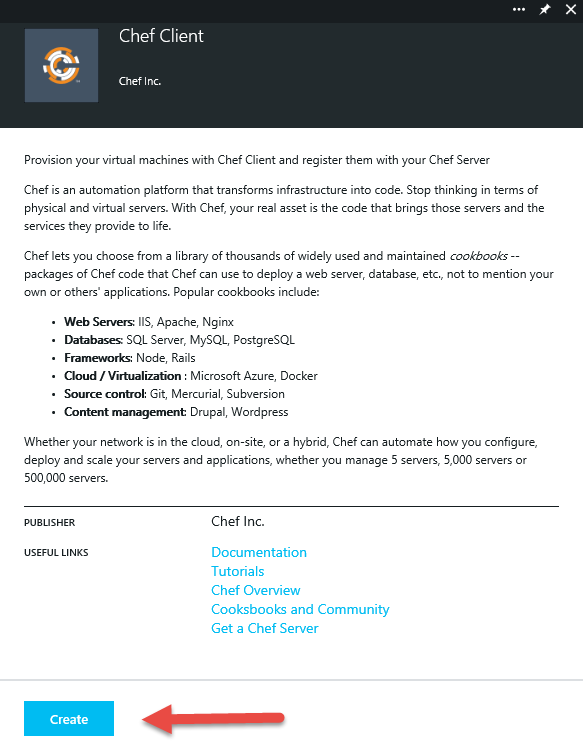 Chef Client
Chef Inc.
Provision your virtual machines with Chef Client and register them with your Chef Server
Chef is an automation platform that transforms infrastructure into code. Stop thinking in terms of
physical and virtual servers. With Chef, your real asset is the code that brings those servers and the
services they provide to life.
Chef lets you choose from a library of thousands of widely used and maintained cookbooks --
packages of Chef code that Chef can use to deploy a web server, database, etc., not to mention your
own or others' applications. Popular cookbooks include:
• Web Servers: IIS, Apache, Nginx
• Databases: SQL Server, MySQL, PostgreSQL
• Frameworks: Node, Rails
• Cloud / Virtualization : Microsoft Azure, Docker
• Source control: Git, Mercurial, Subversion
• Content management: Drupal, Wordpress
Whether your network is in the cloud, on-site, or a hybrid, Chef can automate how you configure,
deploy and scale your servers and applications, whether you manage 5 servers, 5,000 servers or
500,000 servers.
PUBLISHER Chef Inc.
USEFUL LINKS Documentation
Tutorials
Chef Overview
Cooksbooks and Community
Get a Chef Server
Create